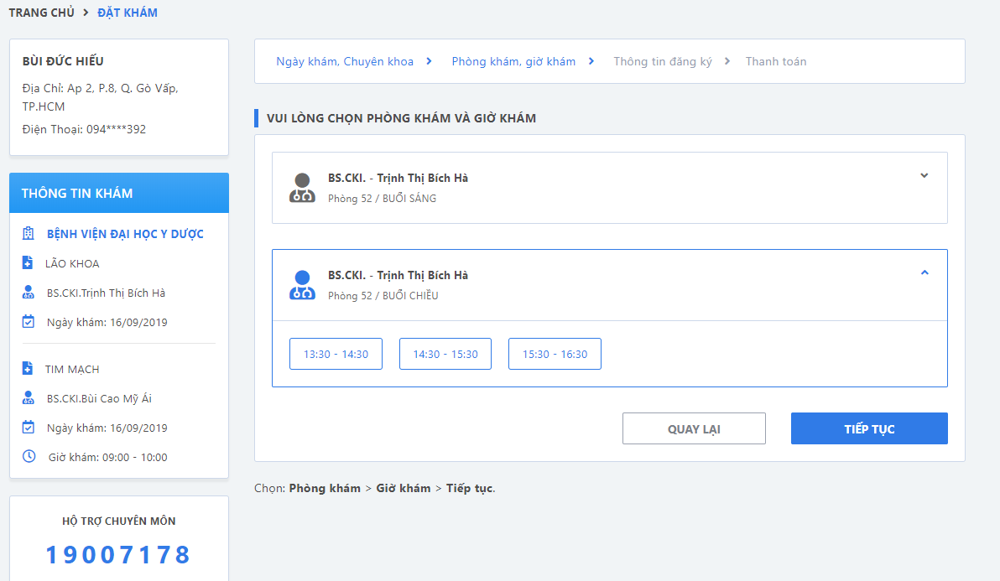 TRANG CHỦ > ĐẶT KHÁM
BÙI ĐỨC HIẾU
Địa Chỉ: Ap 2, P.8, Q. Gò Vấp,
TP.HCM
Điện Thoại: 094****392
THÔNG TIN KHÁM
BỆNH VIỆN ĐẠI HỌC Y DƯỢC
LÃO KHOA
BS.CKI.Trịnh Thị Bích Hà
Ngày khám: 16/09/2019
TIM MẠCH
BS.CKI.Bùi Cao Mỹ Ái
Ngày khám: 16/09/2019
Giờ khám: 09:00 - 10:00
HỘ TRỢ CHUYÊN MÔN
19007178
Ngày khám, Chuyên khoa > Phòng khám, giờ khám > Thông tin đăng ký > Thanh toán
VUI LÒNG CHỌN PHÒNG KHÁM VÀ GIỜ KHÁM
BS.CKI. - Trịnh Thị Bích Hà
Phòng 52 / BUỔI SÁNG
BS.CKI. - Trịnh Thị Bích Hà
Phòng 52 / BUỔI CHIỀU
13:30 - 14:30 14:30 - 15:30 15:30 - 16:30
QUAY LẠI TIẾP TỤC
Chọn: Phòng khám > Giờ khám > Tiếp tục.